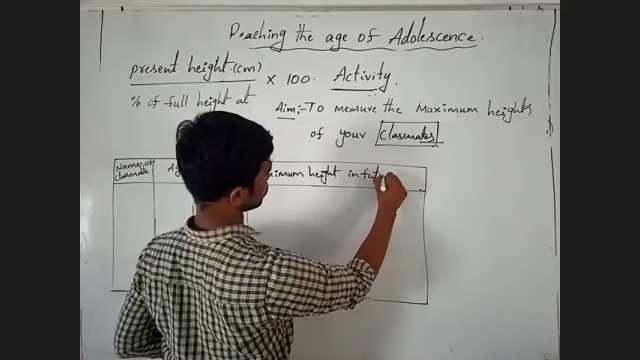 Reaching the age of Adolescence.
present height.(cm) × 100. Activity.
% of full height at
Aim:- To measure the Maximum heights
of your classmates
Name of classmate
height in fut